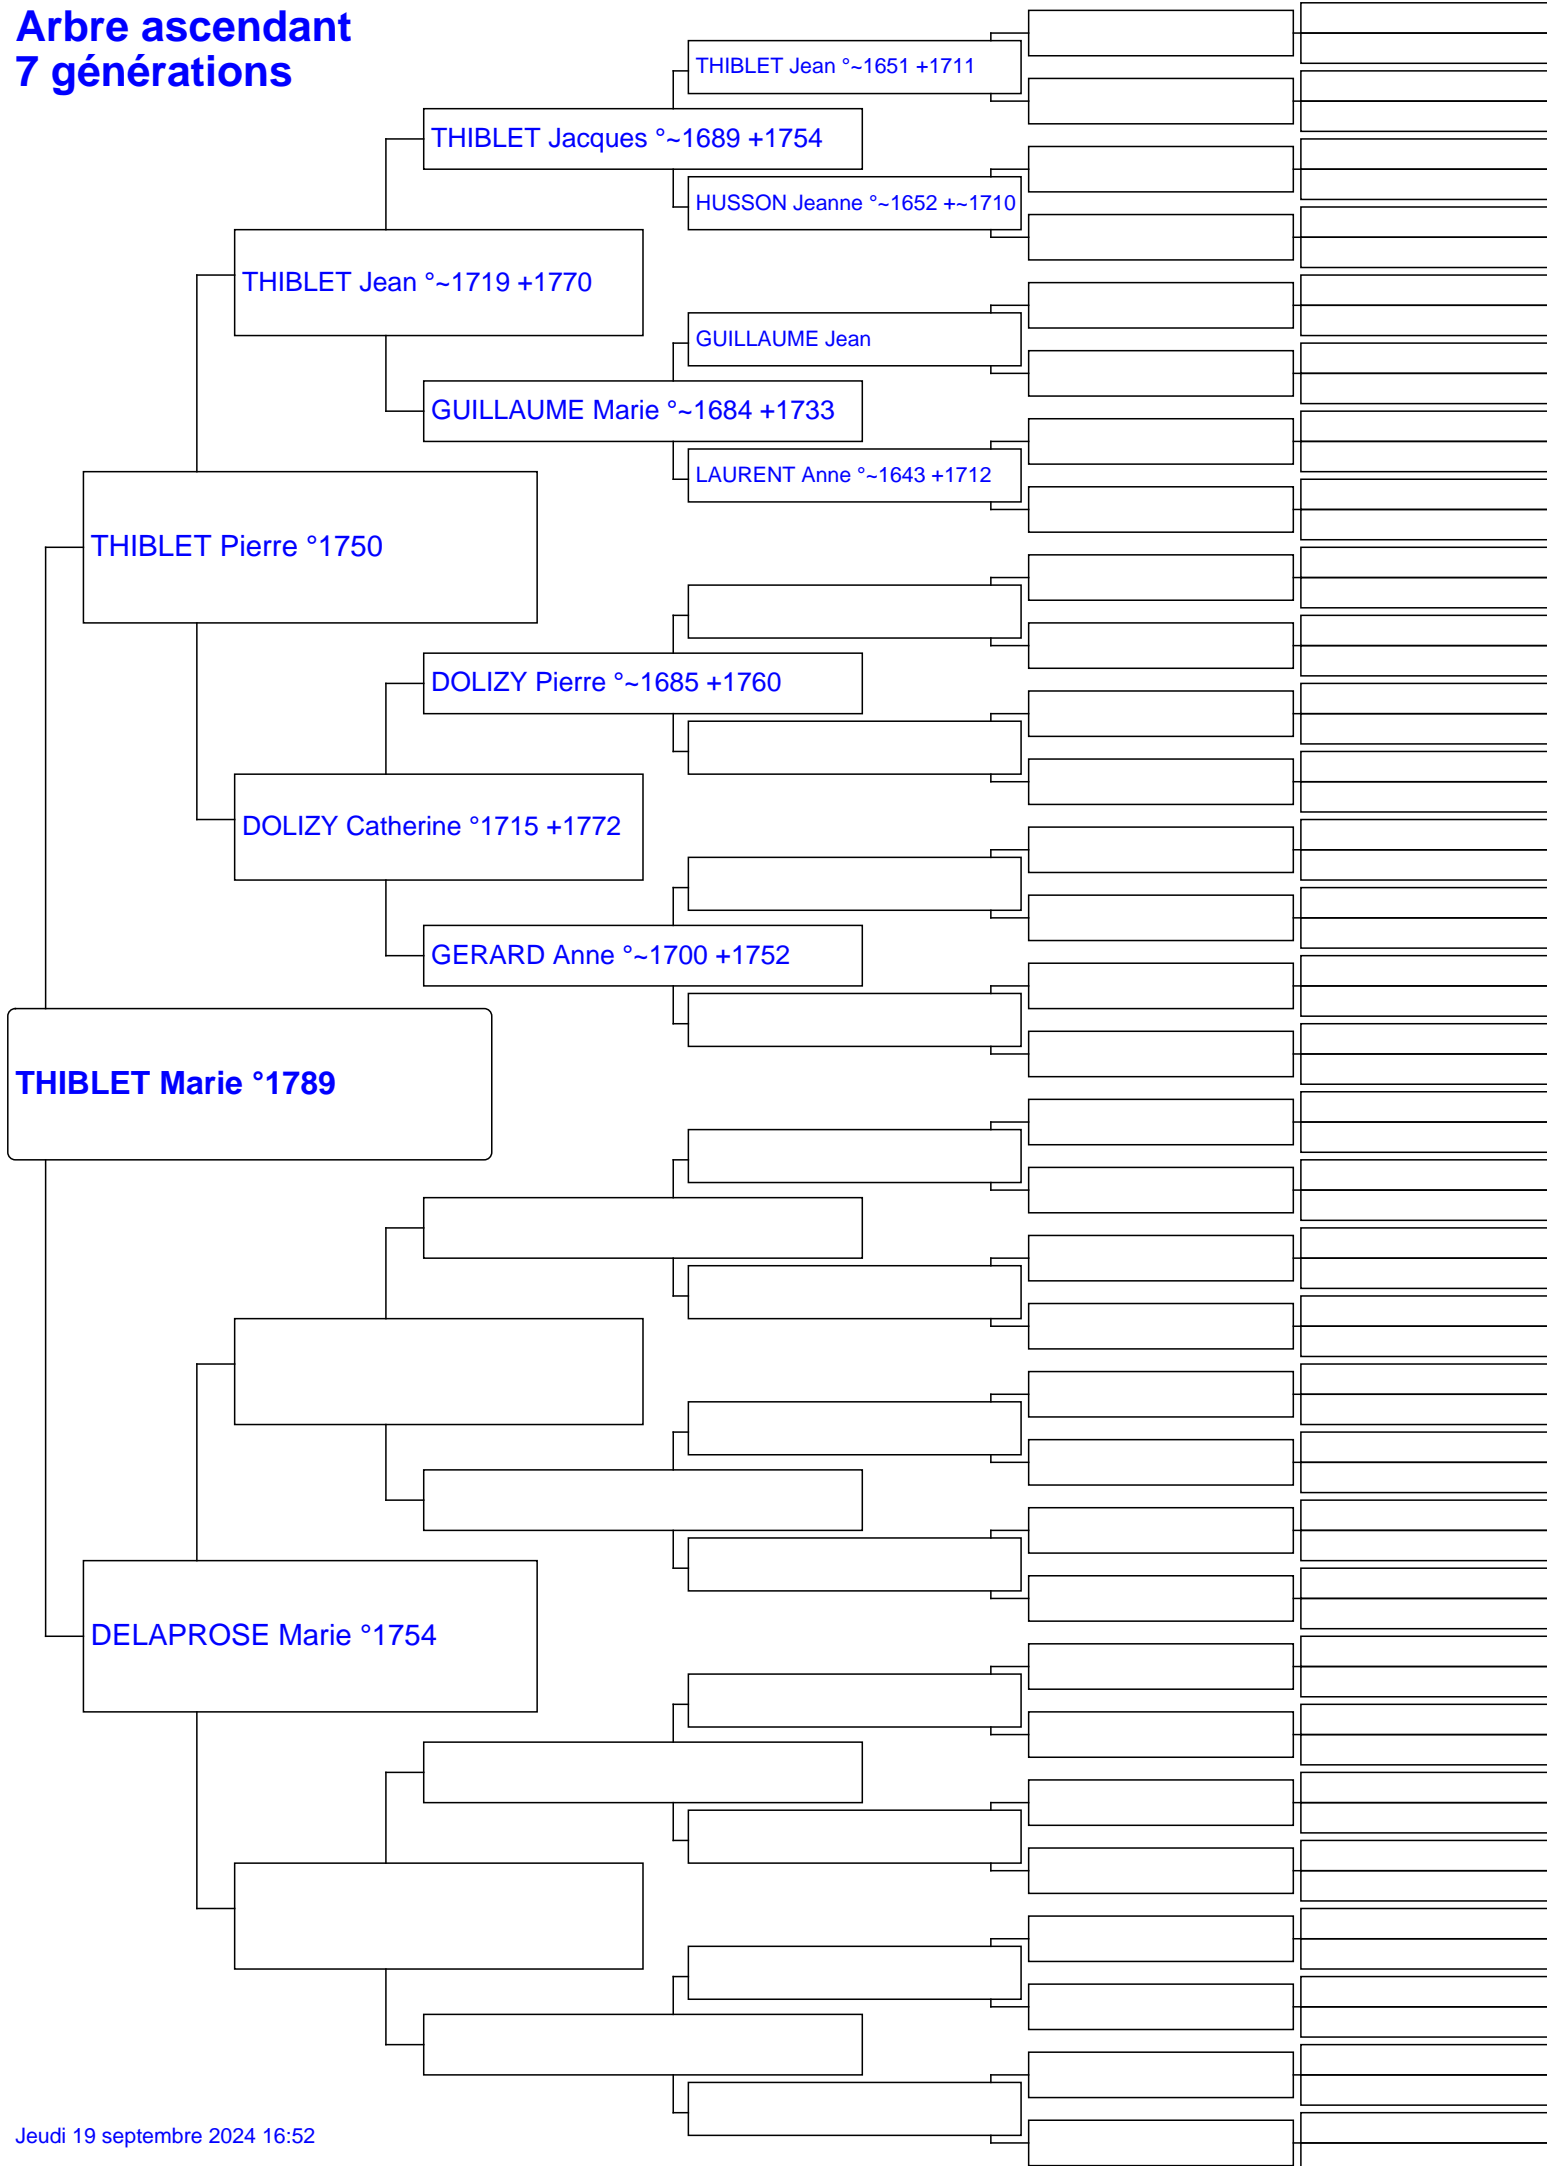 Arbre ascendant
7 générations
THIBLET Jean °~1651 +1711
THIBLET Jacques °~1689 +1754
HUSSON Jeanne °~1652 +~1710
THIBLET Jean °~1719 +1770
GUILLAUME Jean
GUILLAUME Marie °~1684 +1733
LAURENT Anne °~1643 +1712
THIBLET Pierre °1750
DOLIZY Pierre °~1685 +1760
DOLIZY Catherine °1715 +1772
GERARD Anne °~1700 +1752
THIBLET Marie °1789
DELAPROSE Marie °1754
Jeudi 19 septembre 2024 16:52